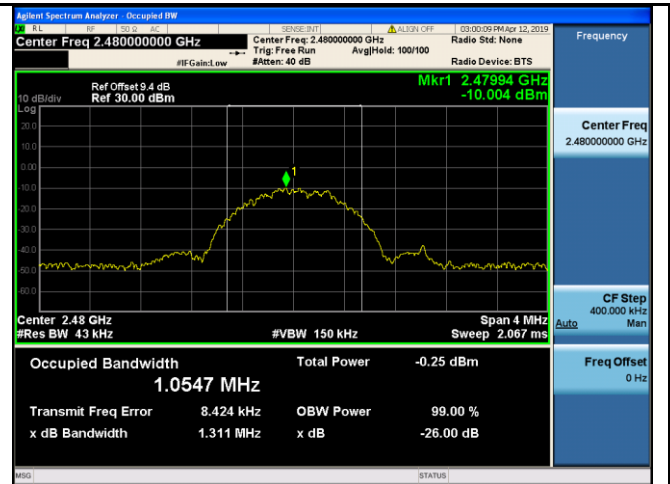 Agilent Spectrum Analyzer - Occupied BW
RL RF 50 Ω AC SENSE:INT ALIGN OFF 03:00:09 PM Apr 12, 2019
Center Freq 2.480000000 GHz Center Freq: 2.480000000 GHz Radio Std: None Frequency
Trig: Free Run Avg|Hold: 100/100
#IFGain:Low #Atten: 40 dB Radio Device: BTS
Ref Offset 9.4 dB Mkr1 2.47994 GHz
10 dB/div Ref 30.00 dBm -10.004 dBm
Log
20.0
10.0
0.00
-10.0
-20.0
-30.0
-40.0
-50.0
-60.0
1
Center 2.48 GHz Span 4 MHz
#Res BW 43 kHz #VBW 150 kHz Sweep 2.067 ms
Occupied Bandwidth Total Power -0.25 dBm
1.0547 MHz
Transmit Freq Error 8.424 kHz OBW Power 99.00 %
x dB Bandwidth 1.311 MHz x dB -26.00 dB
Center Freq
2.480000000 GHz
CF Step
400.000 kHz
Auto Man
Freq Offset
0 Hz
MSG STATUS